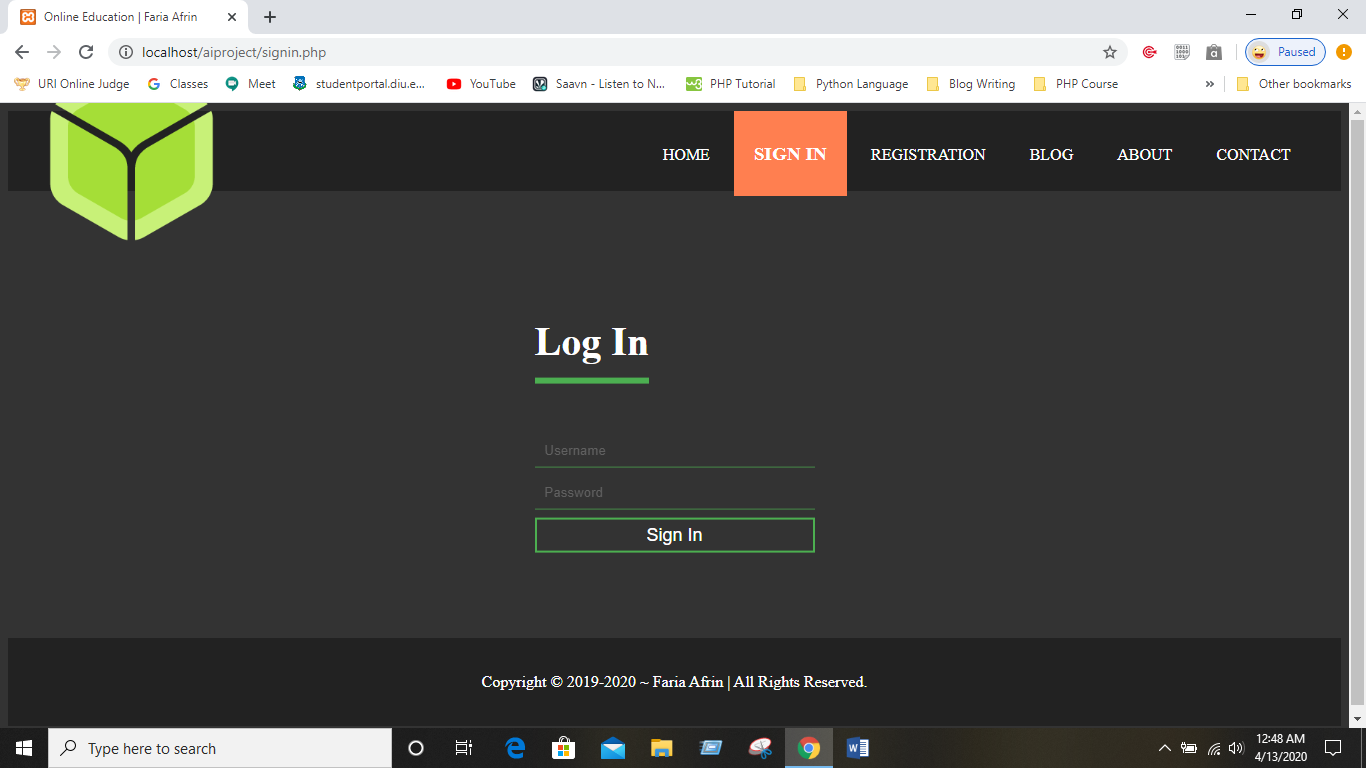 Online Education | Faria Afrin
localhost/aiproject/signin.php
Paused
URI Online Judge
Classes
Meet
studentportal.diu.e...
YouTube
Saavn - Listen to N...
PHP Tutorial
Python Language
Blog Writing
PHP Course
»
Other bookmarks
HOME
SIGN IN
REGISTRATION
BLOG
ABOUT
CONTACT
Log In
Username
Password
Sign In
Copyright © 2019-2020 ~ Faria Afrin | All Rights Reserved.
Type here to search
12:48 AM
4/13/2020